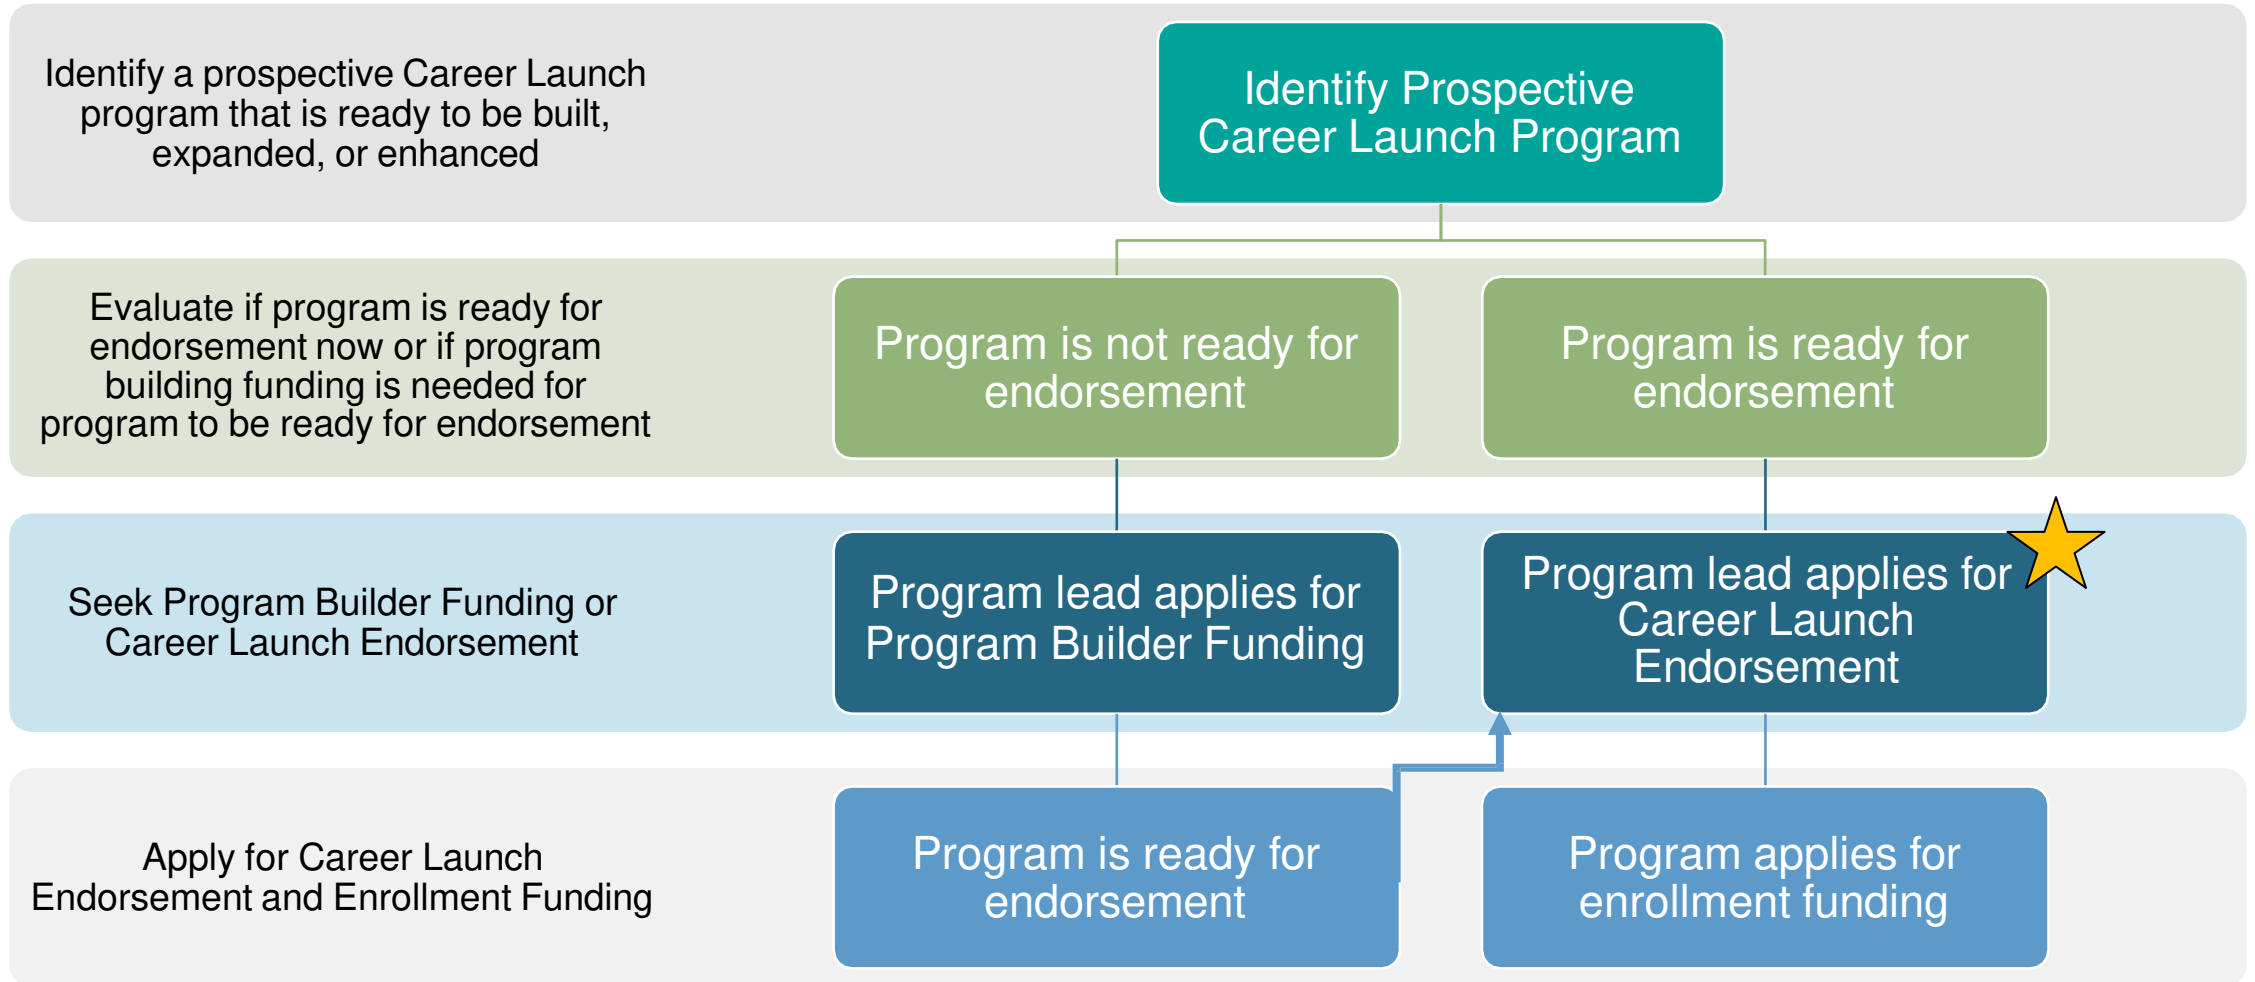 Identify a prospective Career Launch
program that is ready to be built,
expanded, or enhanced
Identify Prospective
Career Launch Program
Evaluate if program is ready for
endorsement now or if program
building funding is needed for
program to be ready for endorsement
Program is not ready for
endorsement
Program is ready for
endorsement
Seek Program Builder Funding or
Career Launch Endorsement
Program lead applies for
Program Builder Funding
Program lead applies for
Career Launch
Endorsement
Apply for Career Launch
Endorsement and Enrollment Funding
Program is ready for
endorsement
Program applies for
enrollment funding